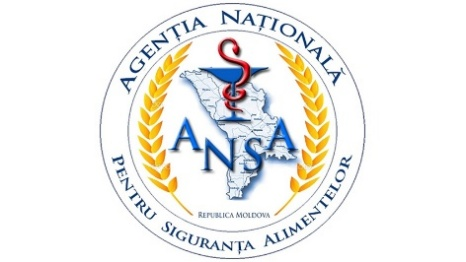 AGENȚIA NAȚIONALĂ
ANSA
REPUBLICA MOLDOVA
PENTRU SIGURANȚA ALIMENTELOR